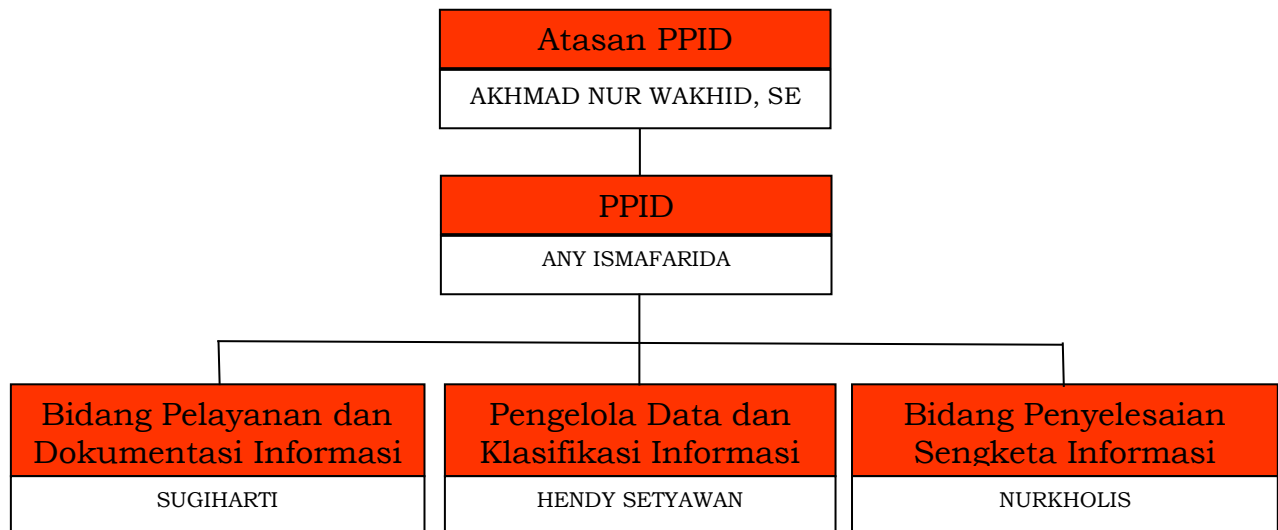 Atasan PPID
AKHMAD NUR WAKHID, SE
PPID
ANY ISMAFARIDA
Bidang Pelayanan dan
Dokumentasi Informasi
SUGIHARTI
Pengelola Data dan
Klasifikasi Informasi
HENDY SETYAWAN
Bidang Penyelesaian
Sengketa Informasi
NURKHOLIS